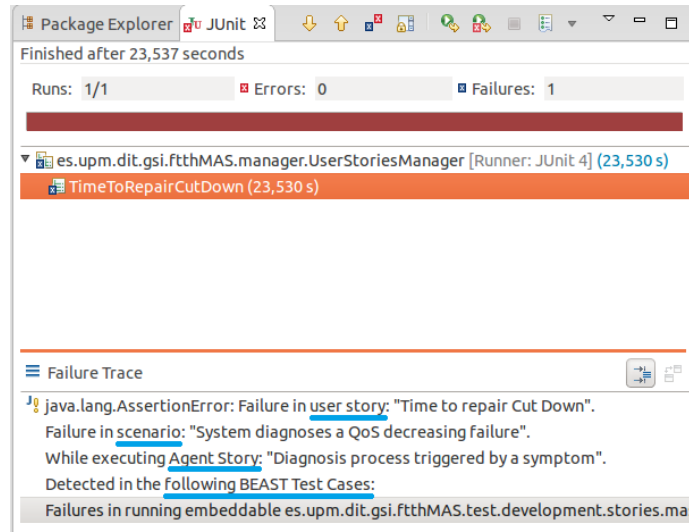 Package Explorer JUnit
Finished after 23,537 seconds
Runs: 1/1 Errors: 0 Failures: 1
es.upm.dit.gsi.ftthMAS.manager.UserStoriesManager [Runner: JUnit 4] (23,530 s)
TimeToRepairCutDown (23,530 s)
Failure Trace
java.lang.AssertionError: Failure in user story: "Time to repair Cut Down".
Failure in scenario: "System diagnoses a QoS decreasing failure".
While executing Agent Story: "Diagnosis process triggered by a symptom".
Detected in the following BEAST Test Cases:
Failures in running embeddable es.upm.dit.gsi.ftthMAS.test.development.stories.ma